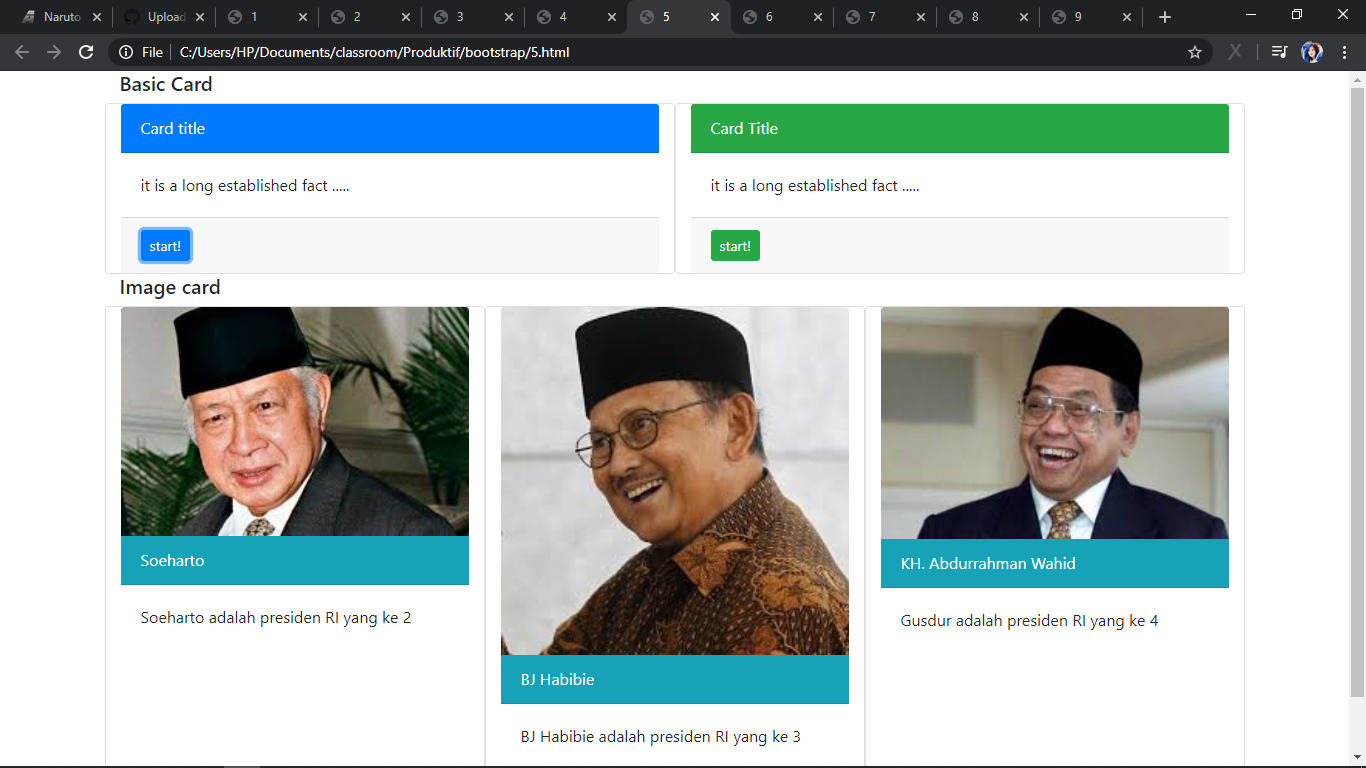 Naruto
Upload
1
2
3
4
5
6
7
8
9
File
C:/Users/HP/Documents/classroom/Produktif/bootstrap/5.html
Basic Card
Card title
Card Title
it is a long established fact .....
it is a long established fact .....
start!
start!
Image card
Soeharto
Soeharto adalah presiden RI yang ke 2
BJ Habibie
BJ Habibie adalah presiden RI yang ke 3
KH. Abdurrahman Wahid
Gusdur adalah presiden RI yang ke 4